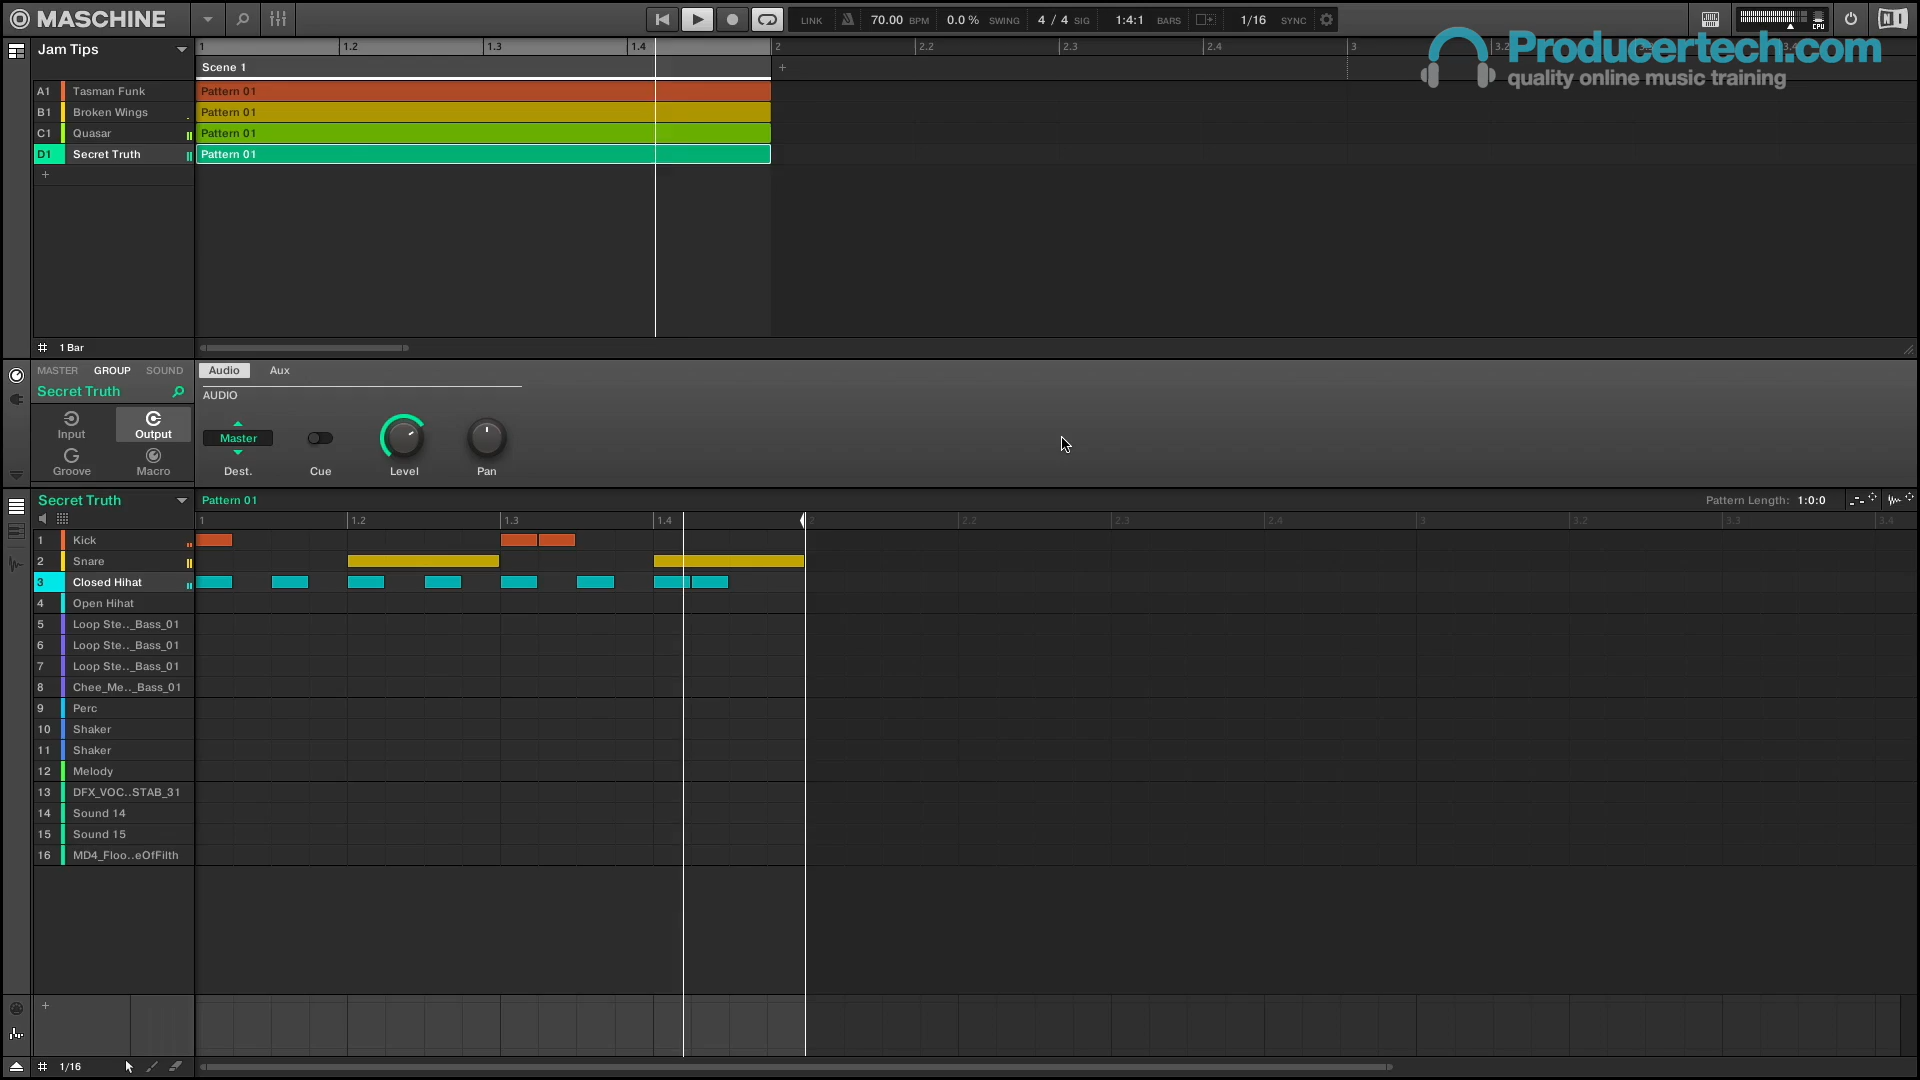 MASCHINE
LINK 70.00 BPM 0.0 % SWING 4 / 4 SIG 1:4:1 BARS 1/16 SYNC CPU NI
Jam Tips 1 1.2 1.3 1.4 2 2.2 2.3 2.4 3 3.2
Producertech.com
quality online music training
Scene 1 +
A1 Tasman Funk Pattern 01
B1 Broken Wings Pattern 01
C1 Quasar Pattern 01
D1 Secret Truth Pattern 01
+
1 Bar
MASTER GROUP SOUND Audio Aux
Secret Truth AUDIO
Input Output Master
Groove Macro Dest. Cue Level Pan
Secret Truth Pattern 01 Pattern Length: 1:0:0
1 1.2 1.3 1.4 2 2.2 2.3 2.4 3 3.2 3.3 3.4
1 Kick
2 Snare
3 Closed Hihat
4 Open Hihat
5 Loop Ste.._Bass_01
6 Loop Ste.._Bass_01
7 Loop Ste.._Bass_01
8 Chee_Me.._Bass_01
9 Perc
10 Shaker
11 Shaker
12 Melody
13 DFX_VOC..STAB_31
14 Sound 14
15 Sound 15
16 MD4_Floo..eOfFilth
+
1/16